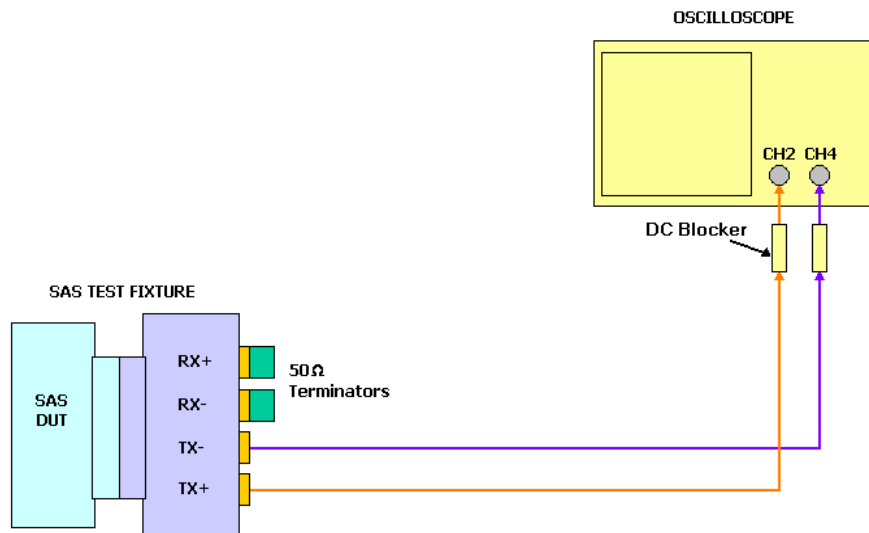 OSCILLOSCOPE
CH2 CH4
DC Blocker
SAS TEST FIXTURE
SAS
DUT
RX+
RX-
TX-
TX+
50Ω
Terminators